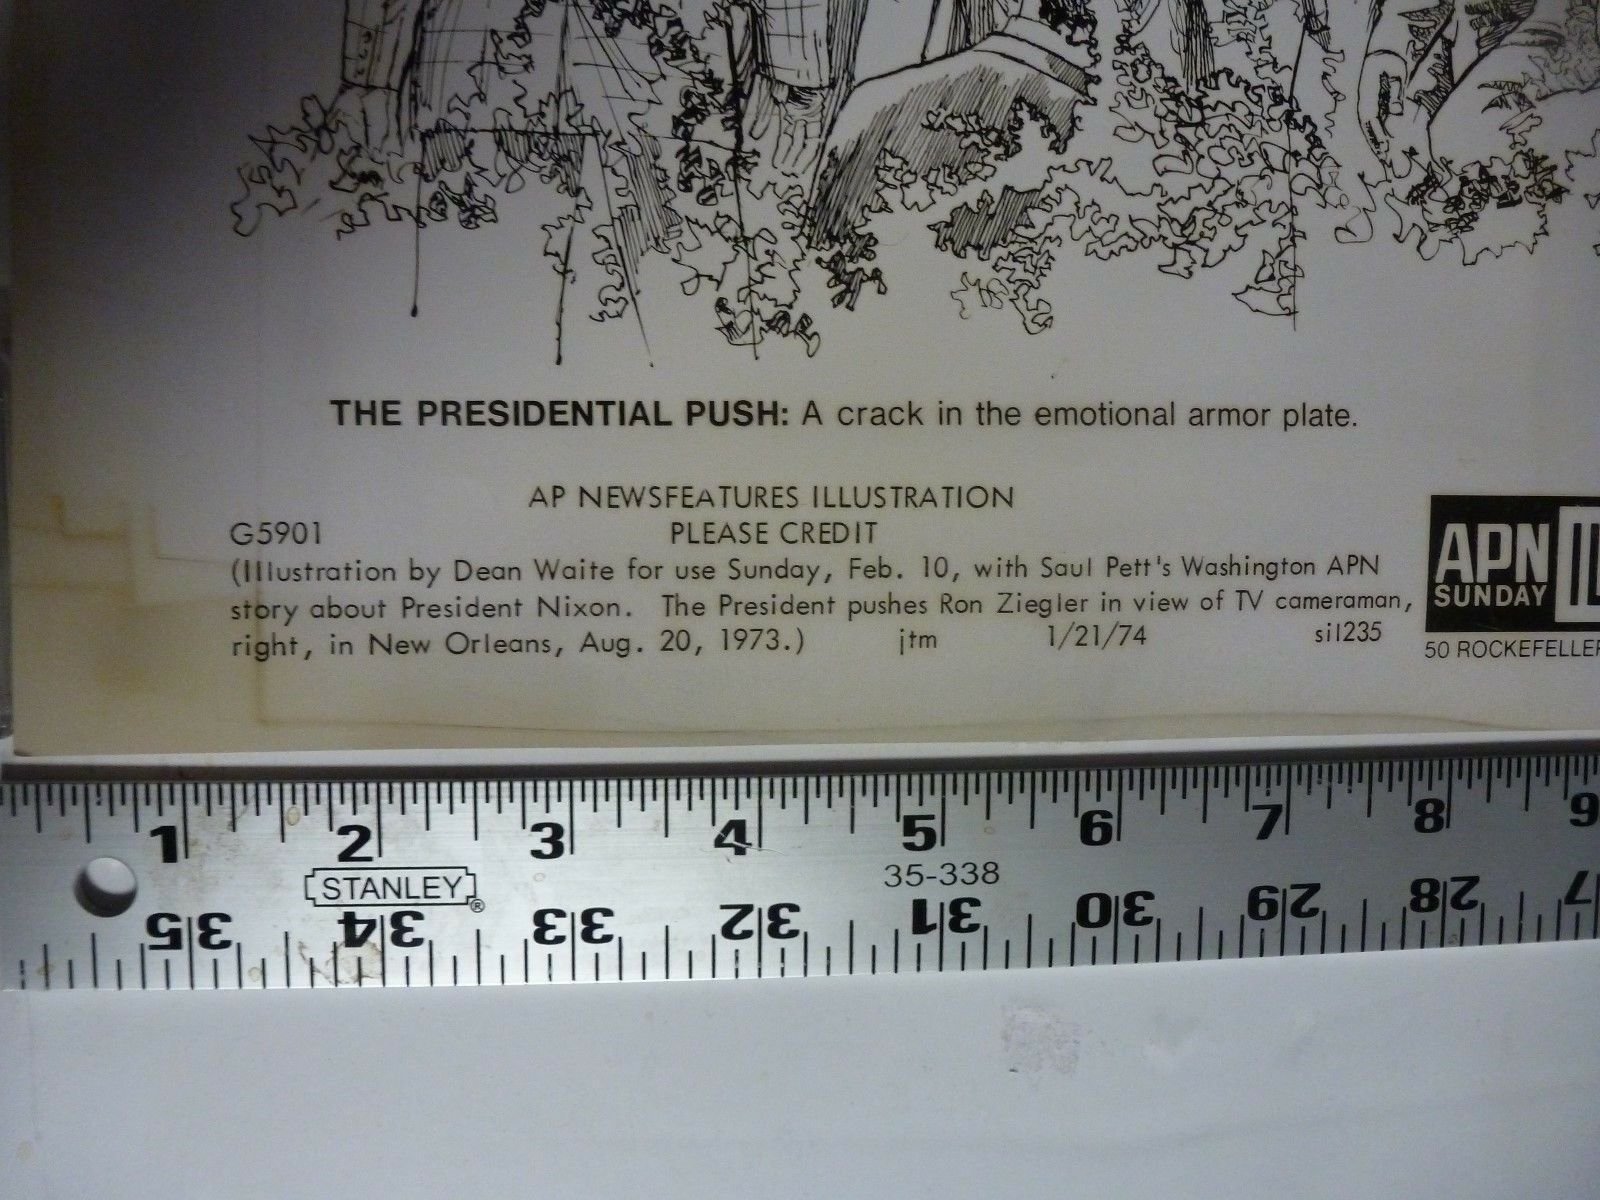 THE PRESIDENTIAL PUSH: A crack in the emotional armor plate.
AP NEWSFEATURES ILLUSTRATION
G5901 PLEASE CREDIT
(Illustration by Dean Waite for use Sunday, Feb. 10, with Saul Pett's Washington APN
story about President Nixon. The President pushes Ron Ziegler in view of TV cameraman,
right, in New Orleans, Aug. 20, 1973.) jtm 1/21/74 sil235
APN
SUNDAY
50 ROCKEFELLER
1 2 3 4 5 6 7 8 9
STANLEY ® 35-338
35 34 33 32 31 30 29 28 7